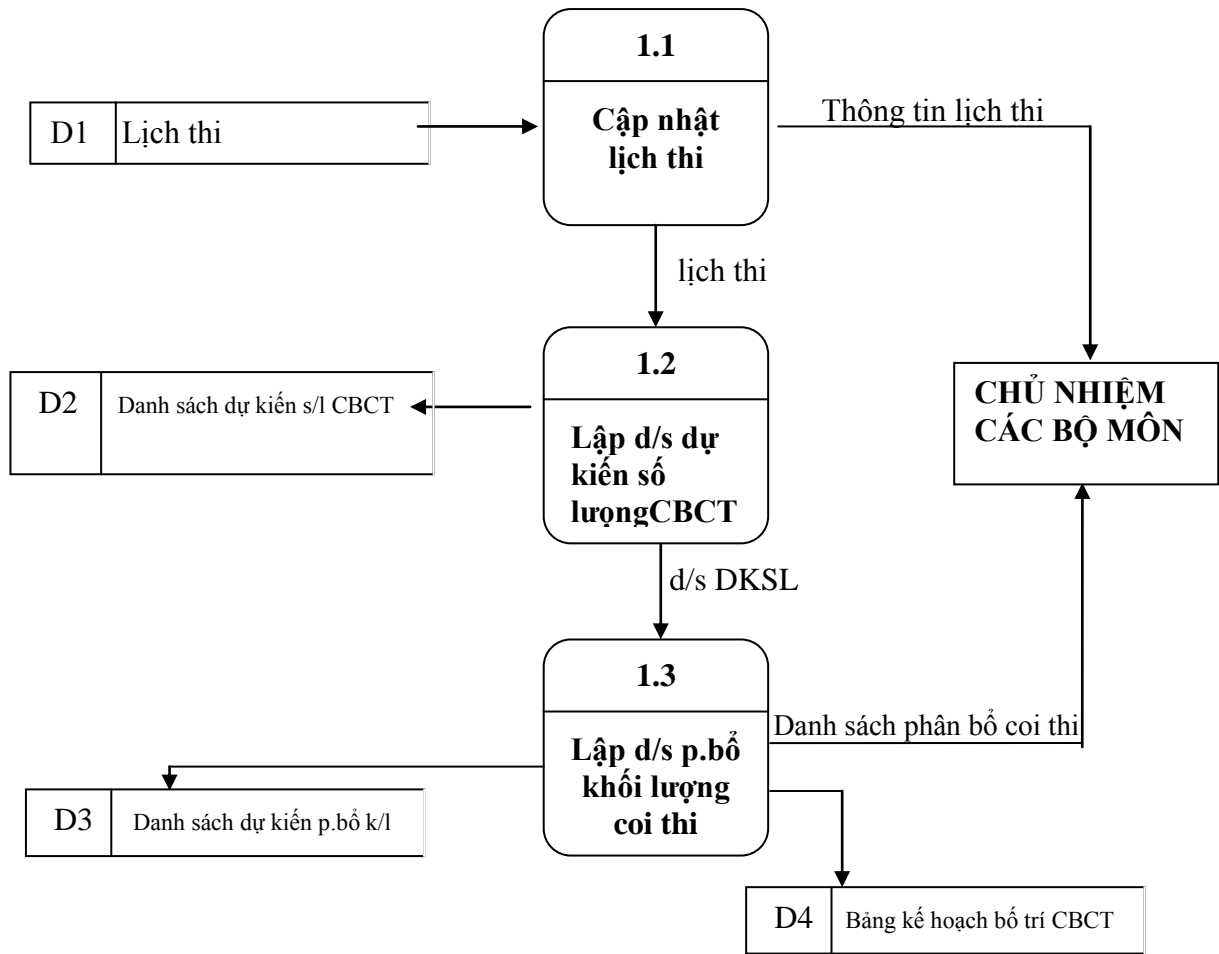 1.1
Cập nhật
lịch thi
D1 Lịch thi
Thông tin lịch thi
lịch thi
1.2
Lập d/s dự
kiến số
lượngCBCT
D2 Danh sách dự kiến s/l CBCT
CHỦ NHIỆM
CÁC BỘ MÔN
d/s DKSL
1.3
Lập d/s p.bổ
khối lượng
coi thi
Danh sách phân bổ coi thi
D3 Danh sách dự kiến p.bổ k/l
D4 Bảng kế hoạch bố trí CBCT